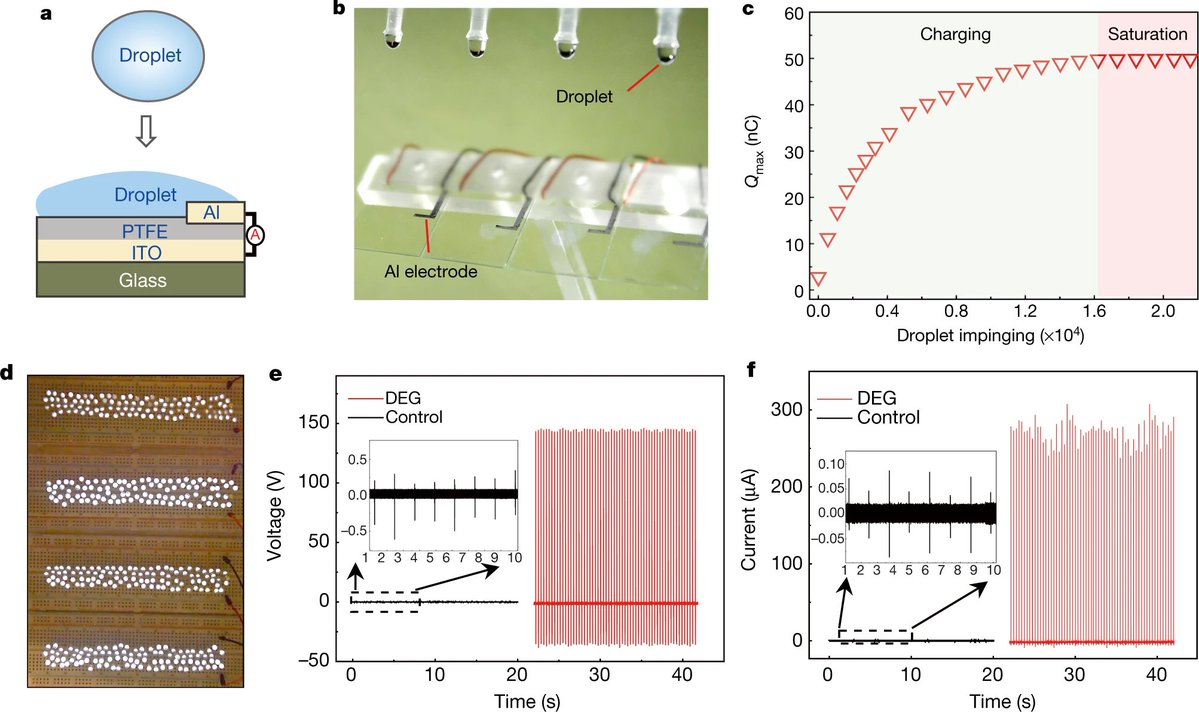 a
Droplet
Droplet
Al
PTFE
A
ITO
Glass
b
Droplet
Al electrode
c
Charging
Saturation
60
50
40
30
20
10
0
Qmax (nC)
0.0 0.4 0.8 1.2 1.6 2.0
Droplet impinging (×10⁴)
d
e
DEG
Control
150
100
50
0
–50
Voltage (V)
0.5
0.0
–0.5
1 2 3 4 5 6 7 8 9 10
0 10 20 30 40
Time (s)
f
DEG
Control
300
200
100
0
Current (μA)
0.10
0.05
0.00
–0.05
1 2 3 4 5 6 7 8 9 10
0 10 20 30 40
Time (s)